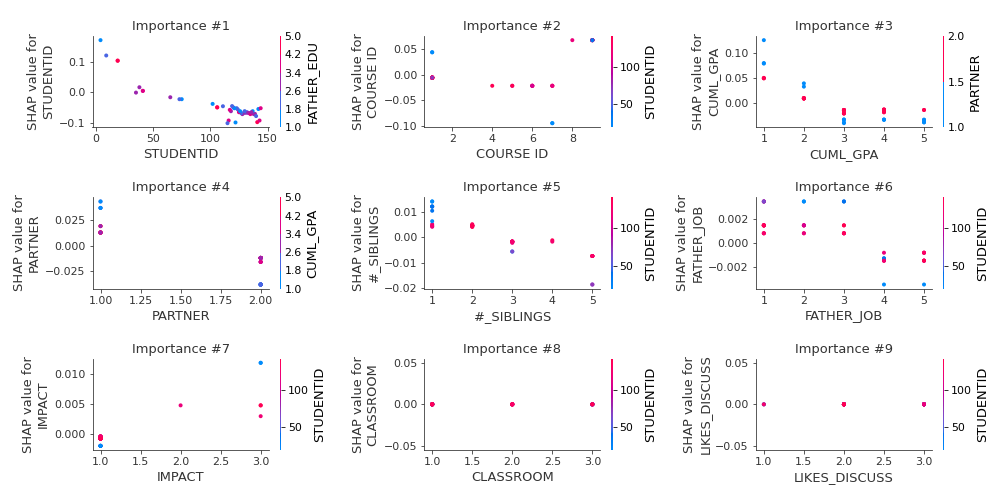 Importance #1
SHAP value for
STUDENTID
0.1
0.0
−0.1
0
50
100
150
STUDENTID
5.0
4.2
3.4
2.6
1.8
1.0
FATHER_EDU
Importance #2
SHAP value for
COURSE ID
0.05
0.00
−0.05
−0.10
2
4
6
8
COURSE ID
100
50
STUDENTID
Importance #3
SHAP value for
CUML_GPA
0.10
0.05
0.00
1
2
3
4
5
CUML_GPA
2.0
1.5
1.0
PARTNER
Importance #4
SHAP value for
PARTNER
0.025
0.000
−0.025
1.00
1.25
1.50
1.75
2.00
PARTNER
5.0
4.2
3.4
2.6
1.8
1.0
CUML_GPA
Importance #5
SHAP value for
#_SIBLINGS
0.01
0.00
−0.01
−0.02
1
2
3
4
5
#_SIBLINGS
100
50
STUDENTID
Importance #6
SHAP value for
FATHER_JOB
0.002
0.000
−0.002
1
2
3
4
5
FATHER_JOB
100
50
STUDENTID
Importance #7
SHAP value for
IMPACT
0.010
0.005
0.000
1.0
1.5
2.0
2.5
3.0
IMPACT
100
50
STUDENTID
Importance #8
SHAP value for
CLASSROOM
0.05
0.00
−0.05
1.0
1.5
2.0
2.5
3.0
CLASSROOM
100
50
STUDENTID
Importance #9
SHAP value for
LIKES_DISCUSS
0.05
0.00
−0.05
1.0
1.5
2.0
2.5
3.0
LIKES_DISCUSS
100
50
STUDENTID